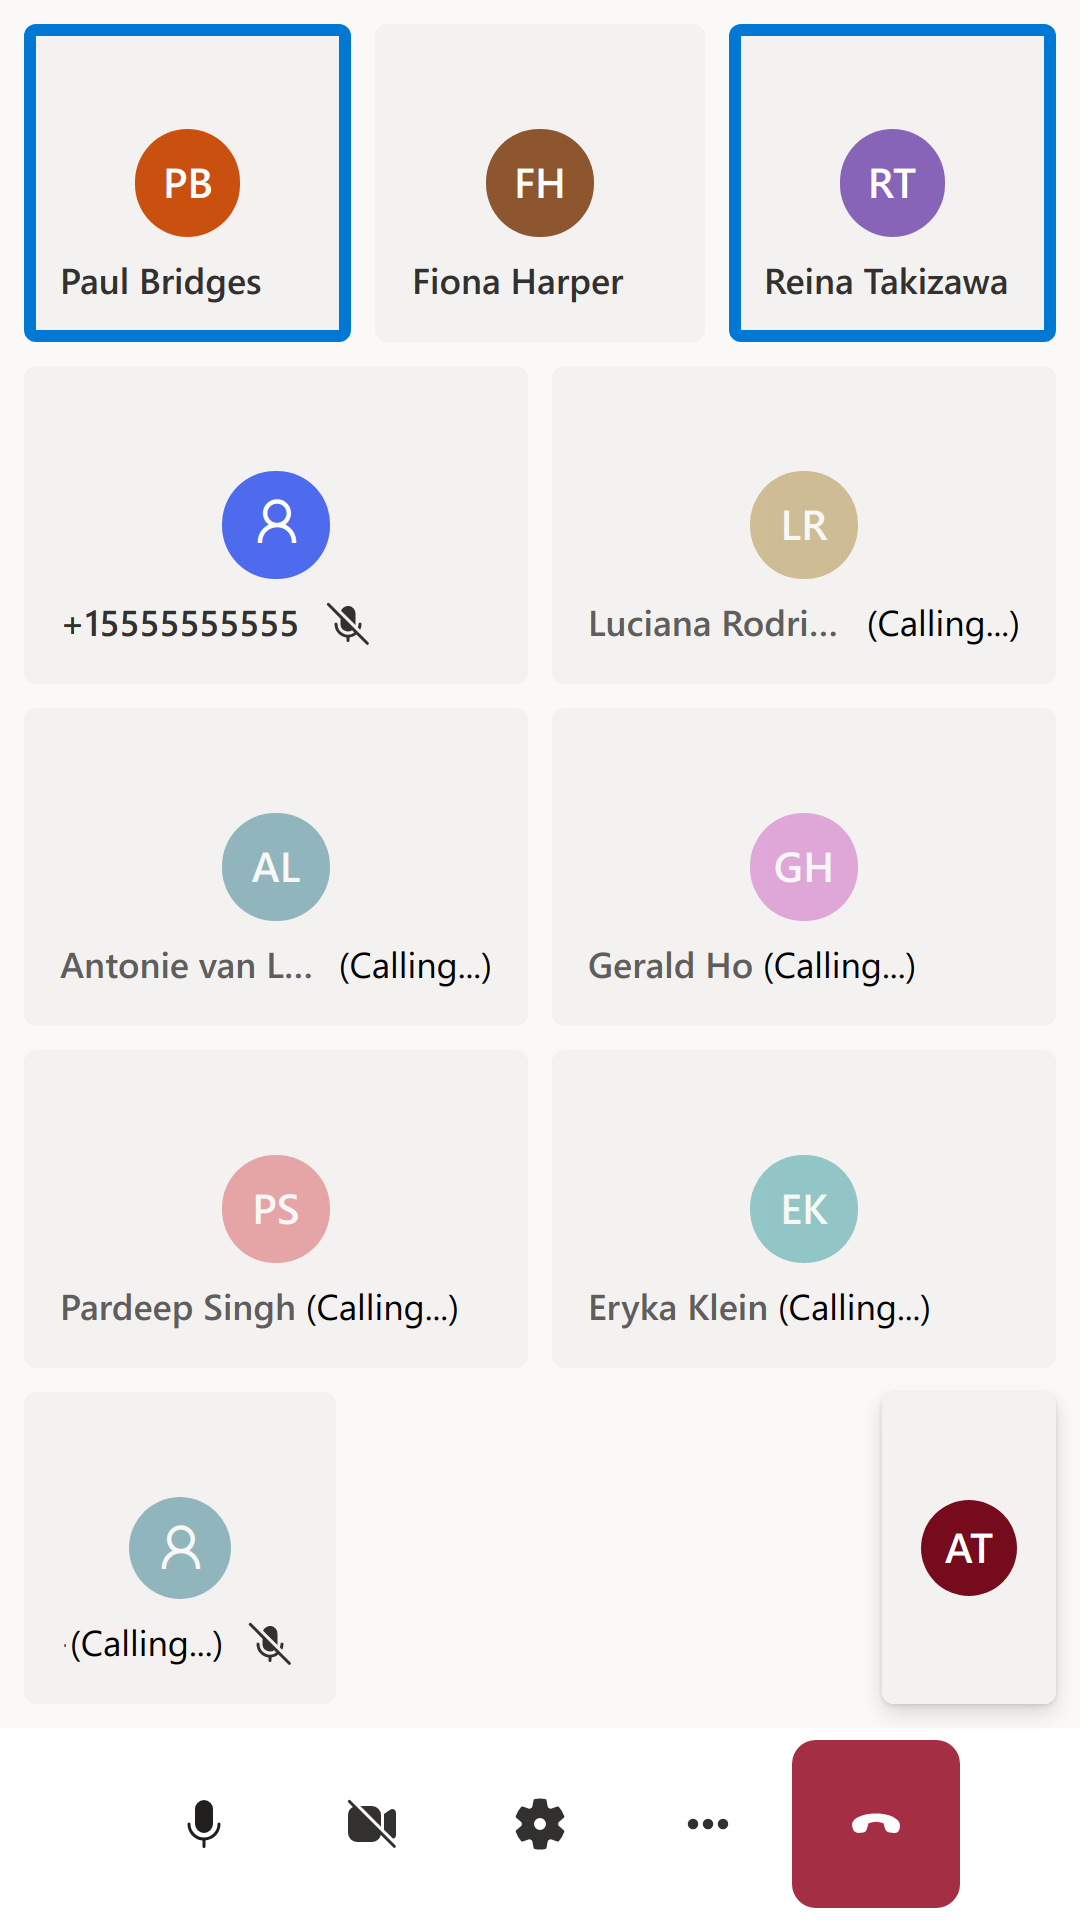 PB
Paul Bridges
FH
Fiona Harper
RT
Reina Takizawa
+15555555555
LR
Luciana Rodri... (Calling...)
AL
Antonie van L... (Calling...)
GH
Gerald Ho (Calling...)
PS
Pardeep Singh (Calling...)
EK
Eryka Klein (Calling...)
(Calling...)
AT